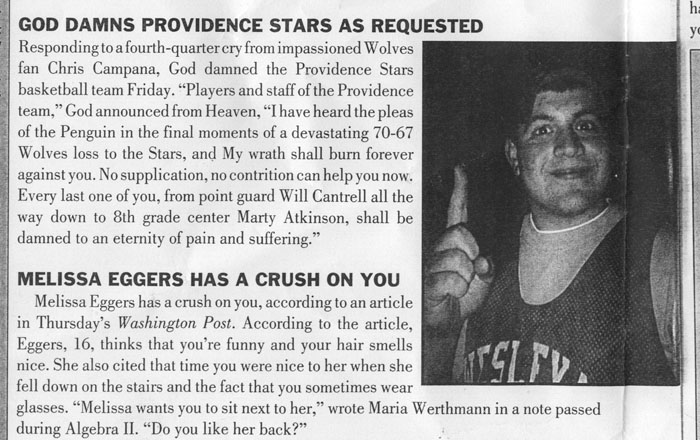 GOD DAMNS PROVIDENCE STARS AS REQUESTED
Responding to a fourth-quarter cry from impassioned Wolves
fan Chris Campana, God damned the Providence Stars
basketball team Friday. “Players and staff of the Providence
team,” God announced from Heaven, “I have heard the pleas
of the Penguin in the final moments of a devastating 70-67
Wolves loss to the Stars, and My wrath shall burn forever
against you. No supplication, no contrition can help you now.
Every last one of you, from point guard Will Cantrell all the
way down to 8th grade center Marty Atkinson, shall be
damned to an eternity of pain and suffering.”
MELISSA EGGERS HAS A CRUSH ON YOU
Melissa Eggers has a crush on you, according to an article
in Thursday’s Washington Post. According to the article,
Eggers, 16, thinks that you’re funny and your hair smells
nice. She also cited that time you were nice to her when she
fell down on the stairs and the fact that you sometimes wear
glasses. “Melissa wants you to sit next to her,” wrote Maria Werthmann in a note passed
during Algebra II. “Do you like her back?”